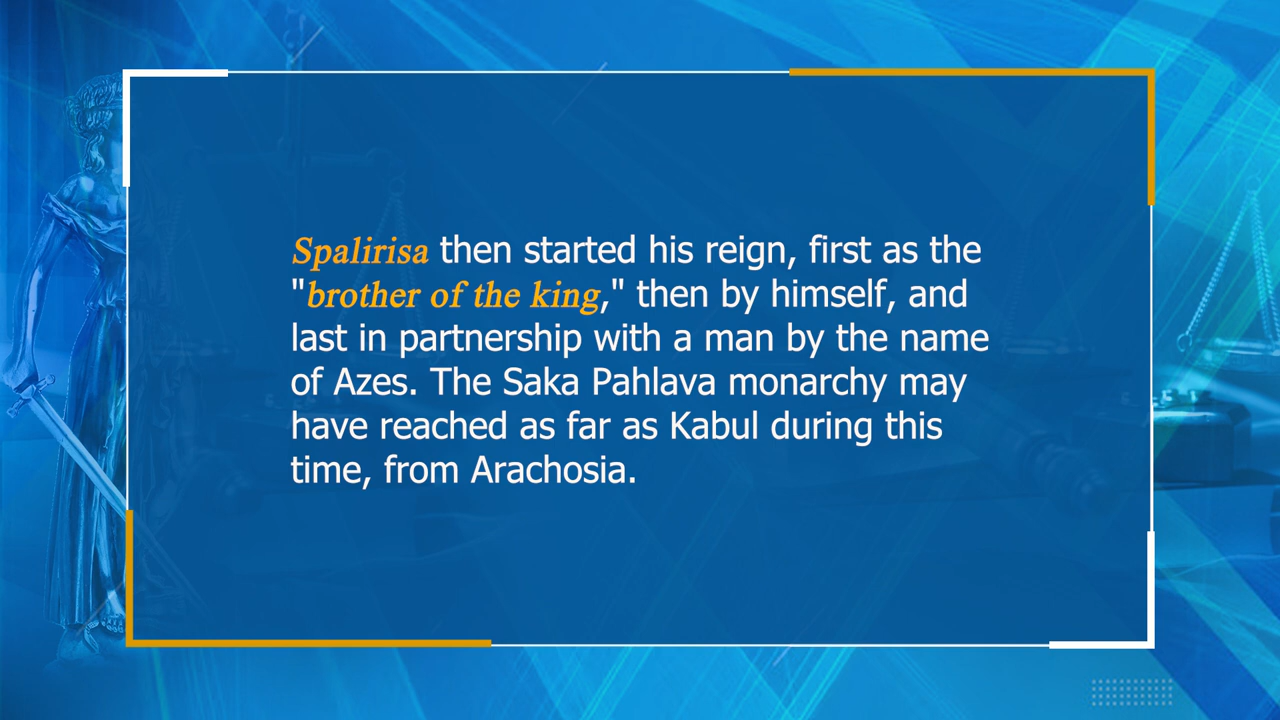 Spalirisa then started his reign, first as the
"brother of the king," then by himself, and
last in partnership with a man by the name
of Azes. The Saka Pahlava monarchy may
have reached as far as Kabul during this
time, from Arachosia.